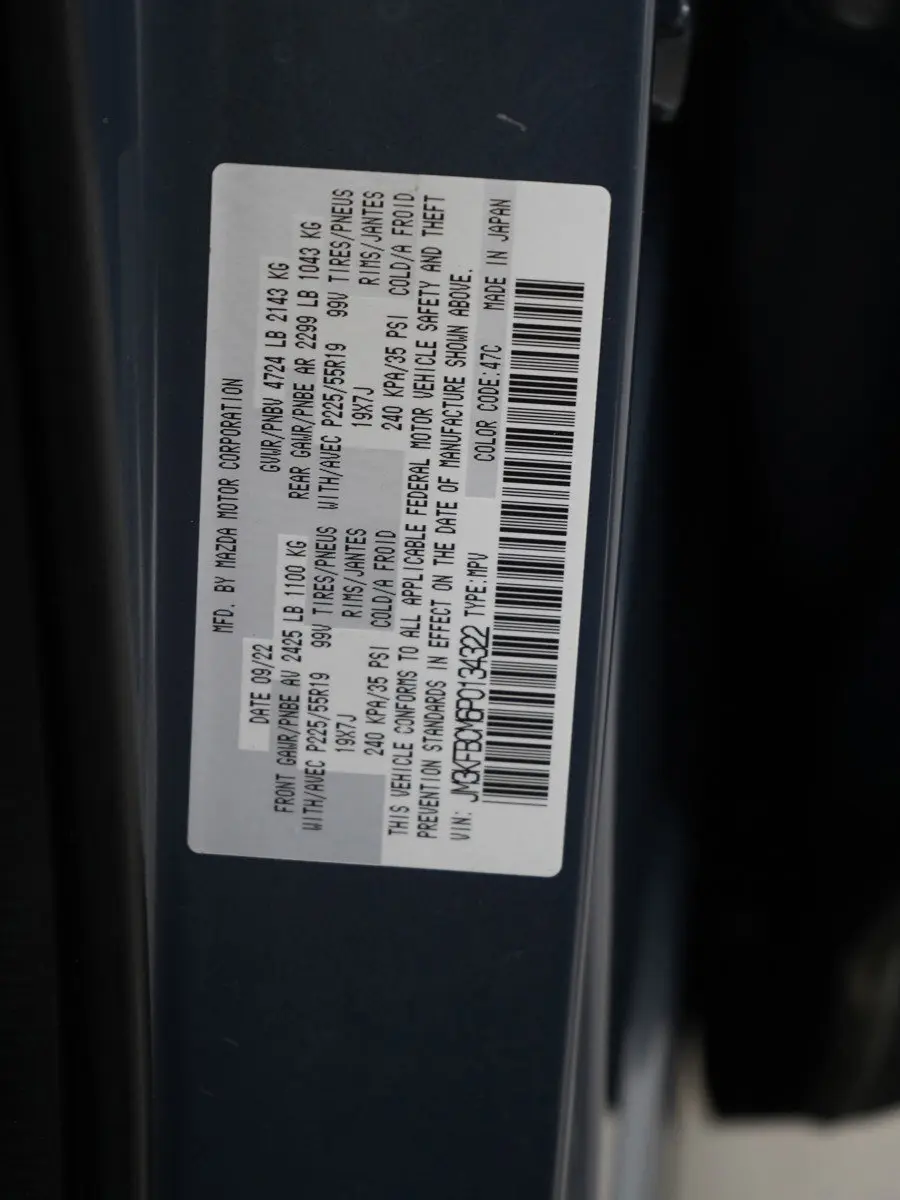 MFD. BY MAZDA MOTOR CORPORATION
DATE 09/22 GVWR/PNBV 4724 LB 2143 KG
FRONT GAWR/PNBE AV 2425 LB 1100 KG REAR GAWR/PNBE AR 2299 LB 1043 KG
WITH/AVEC P225/55R19 99V TIRES/PNEUS WITH/AVEC P225/55R19 99V TIRES/PNEUS
19X7J RIMS/JANTES 19X7J RIMS/JANTES
240 KPA/35 PSI COLD/A FROID 240 KPA/35 PSI COLD/A FROID
THIS VEHICLE CONFORMS TO ALL APPLICABLE FEDERAL MOTOR VEHICLE SAFETY AND THEFT
PREVENTION STANDARDS IN EFFECT ON THE DATE OF MANUFACTURE SHOWN ABOVE.
VIN: JM3KFBCM6P0134322 TYPE:MPV COLOR CODE:47C MADE IN JAPAN